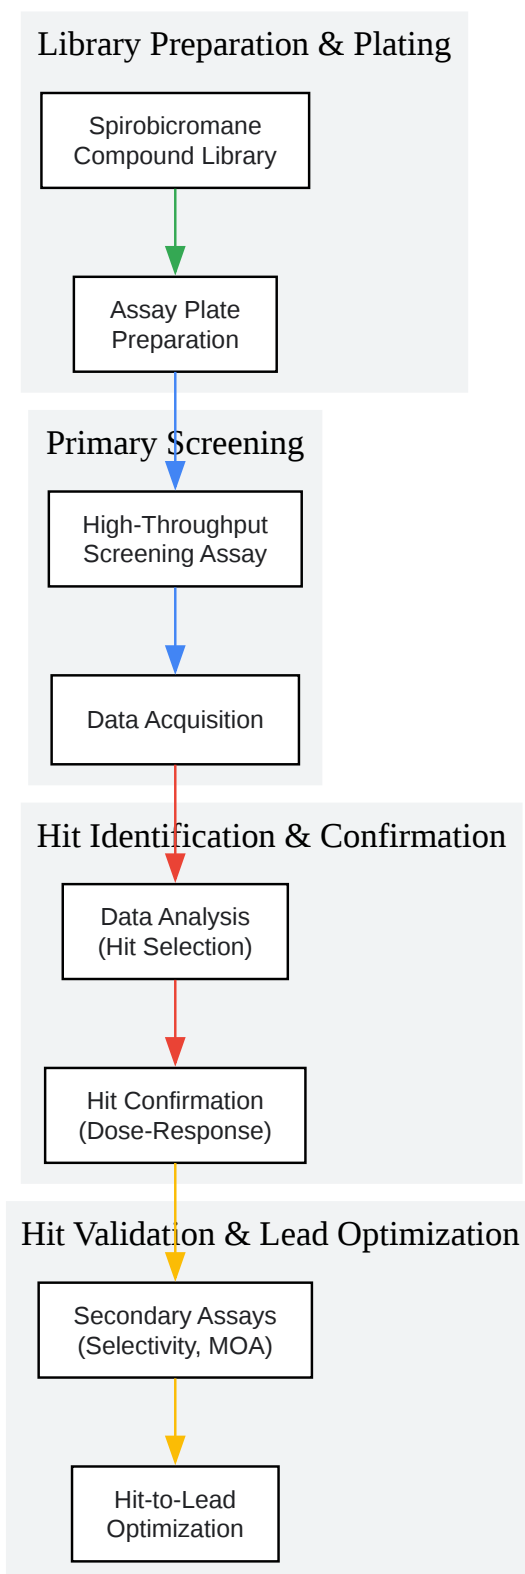 Library Preparation & Plating
Spirobicromane
Compound Library
Assay Plate
Preparation
Primary Screening
High-Throughput
Screening Assay
Data Acquisition
Hit Identification & Confirmation
Data Analysis
(Hit Selection)
Hit Confirmation
(Dose-Response)
Hit Validation & Lead Optimization
Secondary Assays
(Selectivity, MOA)
Hit-to-Lead
Optimization